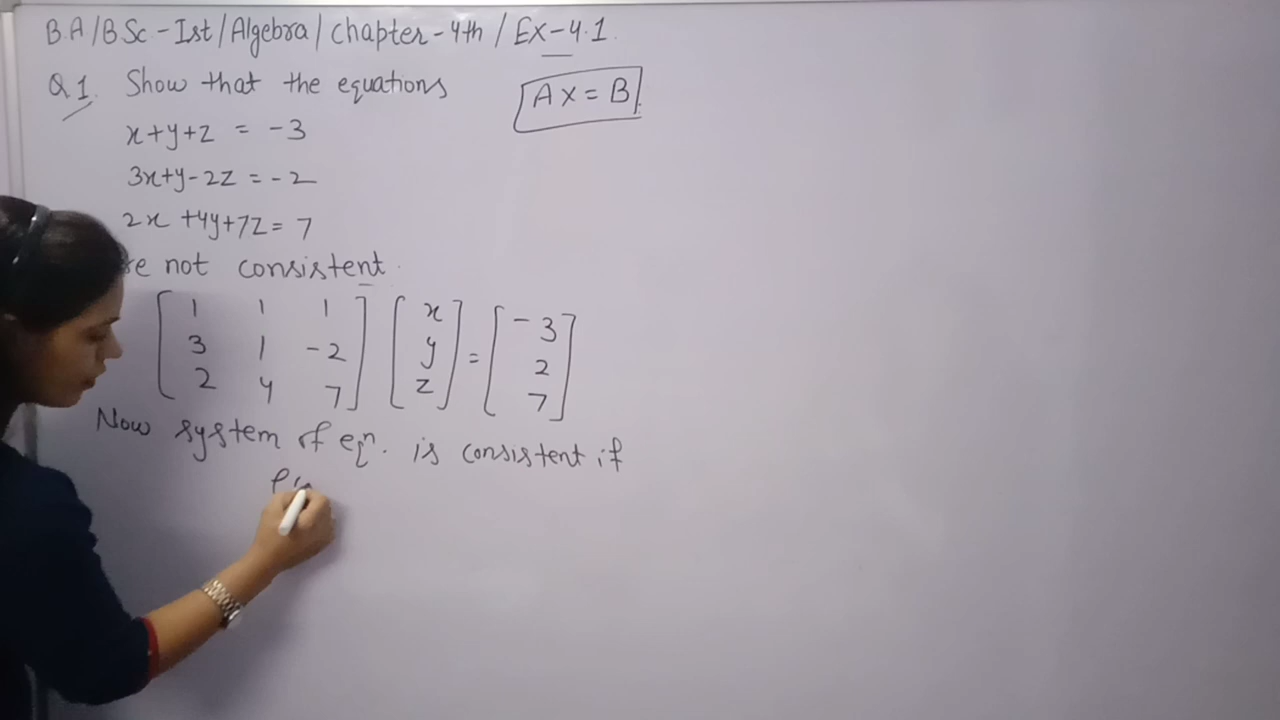 B.A/BSc-Ist/Algebra/chapter-4th/Ex-4.1.
Q1. Show that the equations
AX = B
x+y+z = -3
3x+y-2z = -2
2x+4y+7z = 7
not consistent.
[1 1 1] [x] = [-3]
[3 1 -2] [y] [2]
[2 4 7] [z] [7]
Now system of eqn. is consistent if